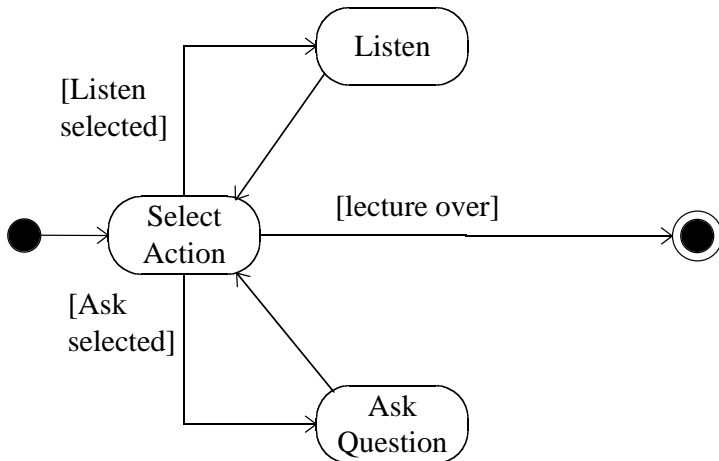 Listen
[Listen
selected]
Select
Action
[lecture over]
[Ask
selected]
Ask
Question